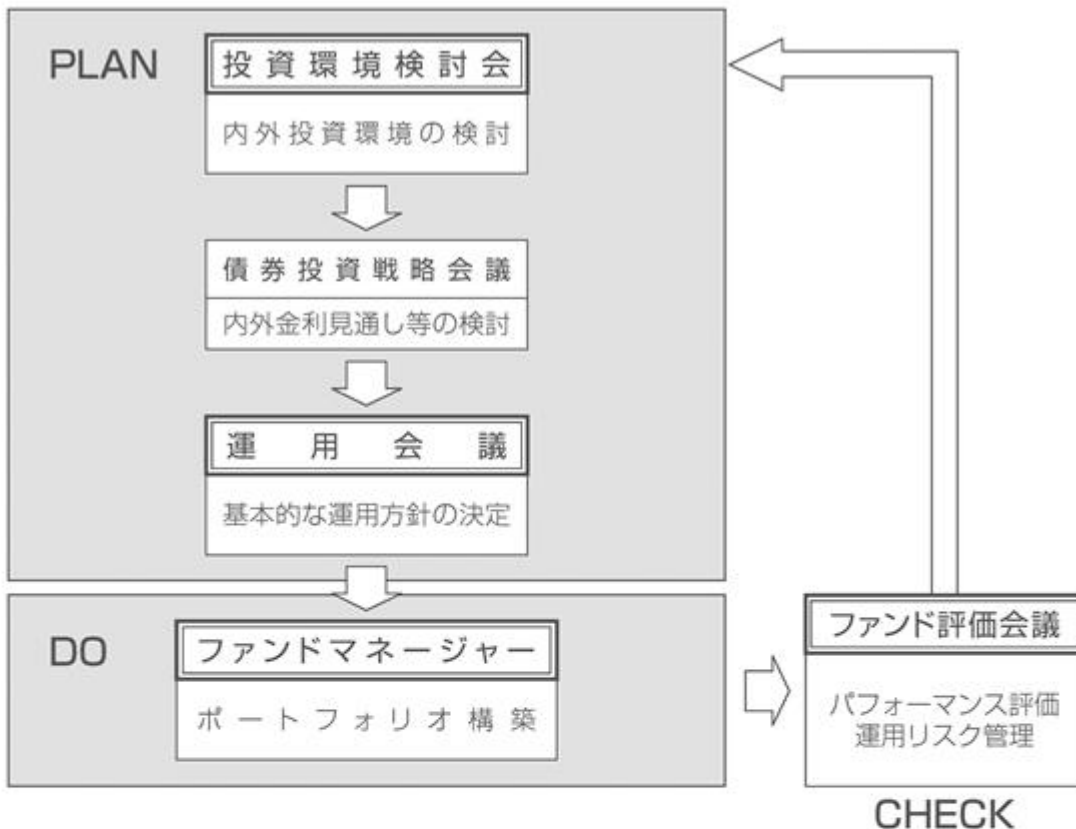 PLAN
投資環境検討会
内外投資環境の検討
債券投資戦略会議
内外金利見通し等の検討
運用会議
基本的な運用方針の決定
DO
ファンドマネージャー
ポートフォリオ構築
ファンド評価会議
パフォーマンス評価
運用リスク管理
CHECK